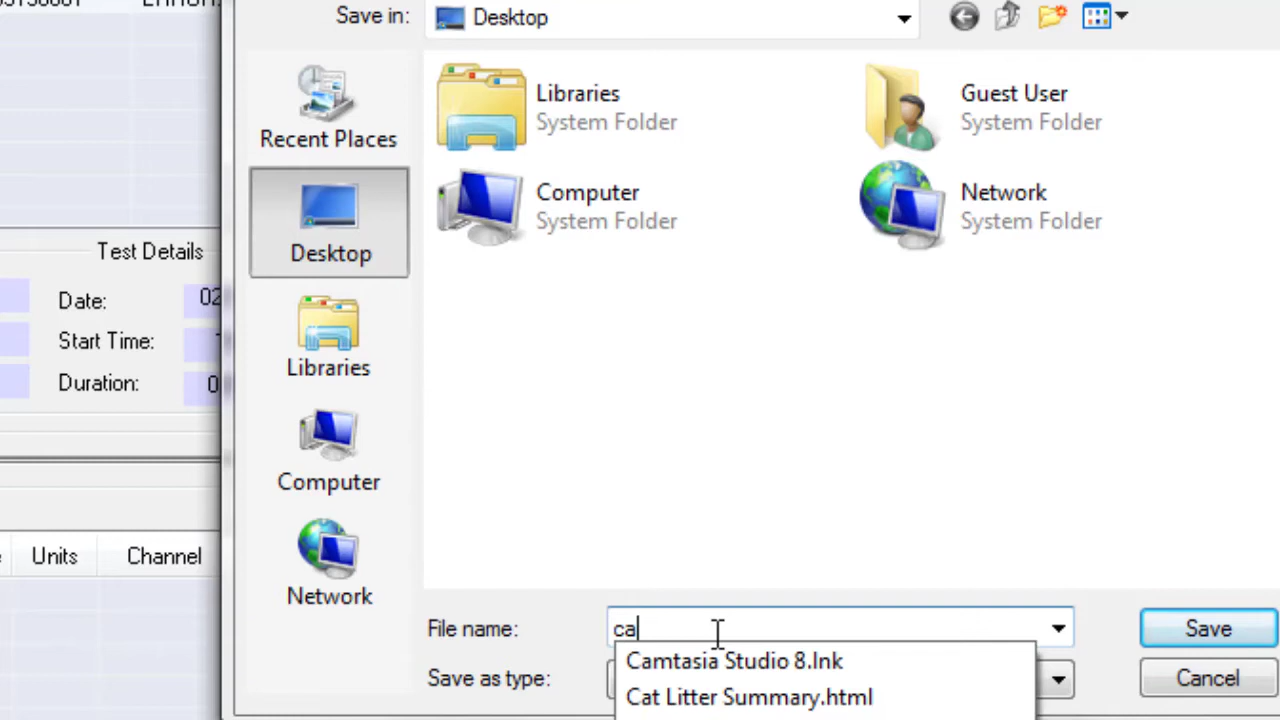 Save in: Desktop
Libraries
System Folder
Guest User
System Folder
Computer
System Folder
Network
System Folder
Recent Places
Desktop
Libraries
Computer
Network
Test Details
Date: 02
Start Time:
Duration: 0
Units Channel
File name: ca
Save
Camtasia Studio 8.lnk
Cat Litter Summary.html
Save as type:
Cancel